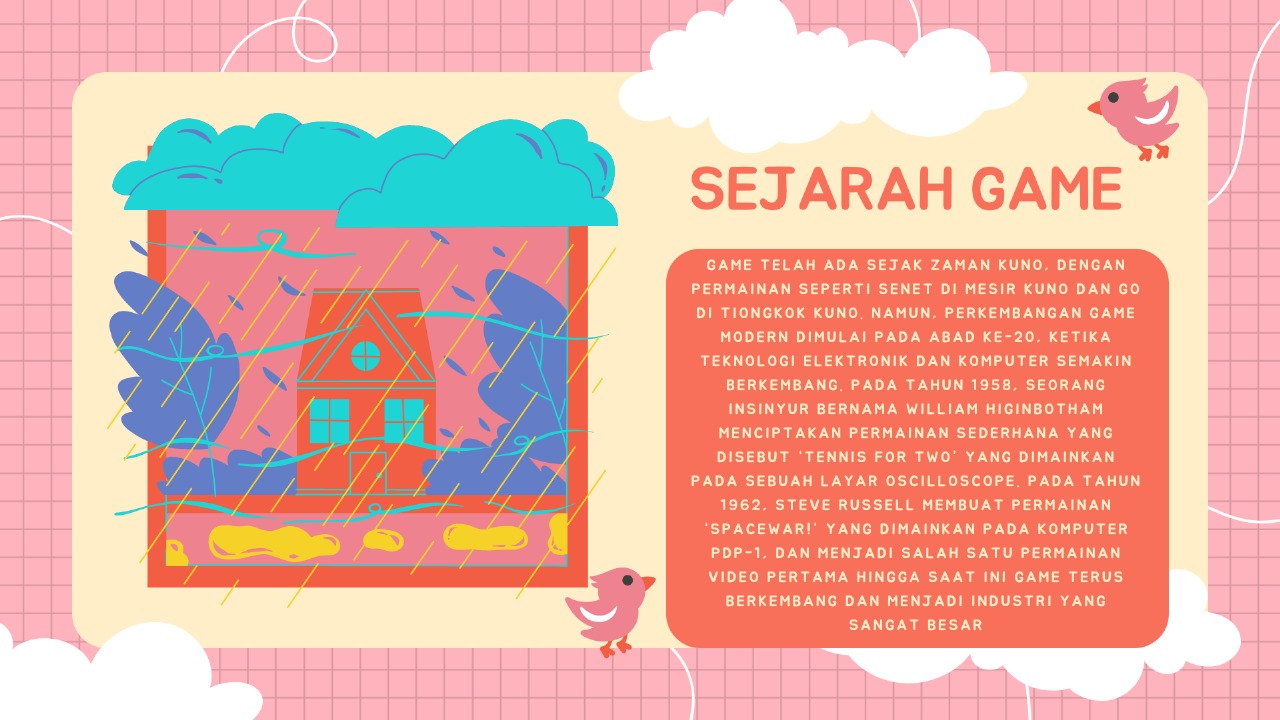 SEJARAH GAME
GAME TELAH ADA SEJAK ZAMAN KUNO, DENGAN
PERMAINAN SEPERTI SENET DI MESIR KUNO DAN GO
DI TIONGKOK KUNO. NAMUN, PERKEMBANGAN GAME
MODERN DIMULAI PADA ABAD KE-20, KETIKA
TEKNOLOGI ELEKTRONIK DAN KOMPUTER SEMAKIN
BERKEMBANG. PADA TAHUN 1958, SEORANG
INSINYUR BERNAMA WILLIAM HIGINBOTHAM
MENCIPTAKAN PERMAINAN SEDERHANA YANG
DISEBUT 'TENNIS FOR TWO' YANG DIMAINKAN
PADA SEBUAH LAYAR OSCILLOSCOPE. PADA TAHUN
1962, STEVE RUSSELL MEMBUAT PERMAINAN
'SPACEWAR!' YANG DIMAINKAN PADA KOMPUTER
PDP-1, DAN MENJADI SALAH SATU PERMAINAN
VIDEO PERTAMA HINGGA SAAT INI GAME TERUS
BERKEMBANG DAN MENJADI INDUSTRI YANG
SANGAT BESAR